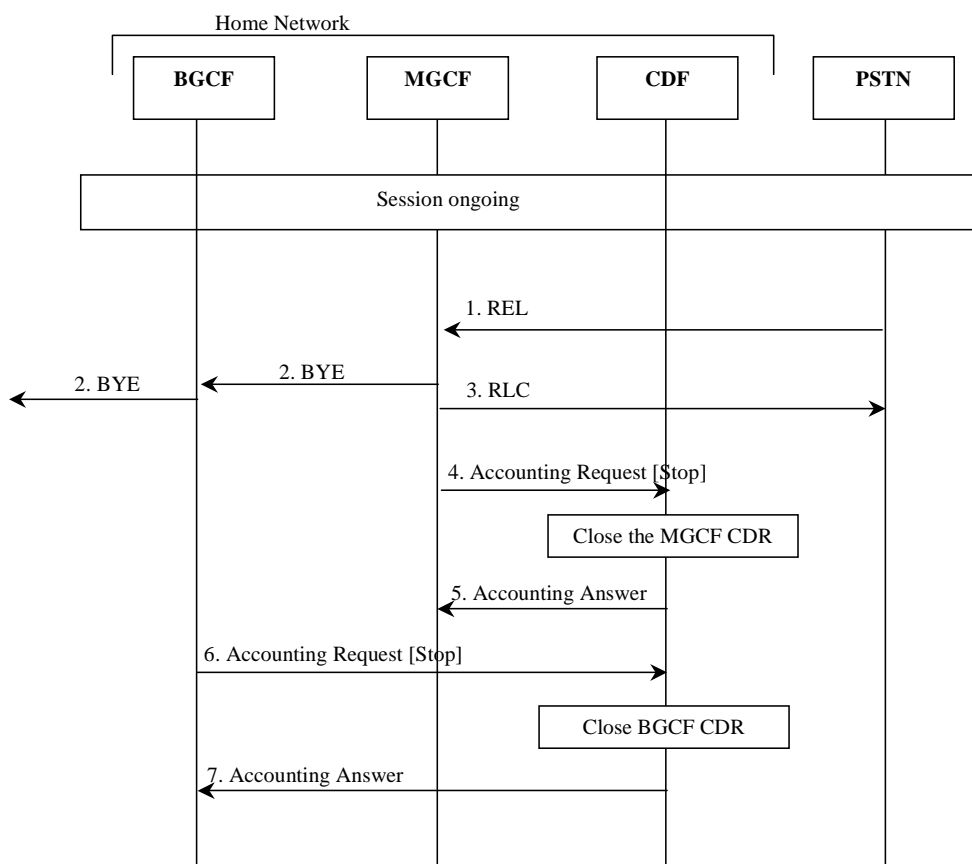 Home Network
BGCF
MGCF
CDF
PSTN
Session ongoing
1. REL
2. BYE
2. BYE
3. RLC
4. Accounting Request [Stop]
Close the MGCF CDR
5. Accounting Answer
6. Accounting Request [Stop]
Close BGCF CDR
7. Accounting Answer